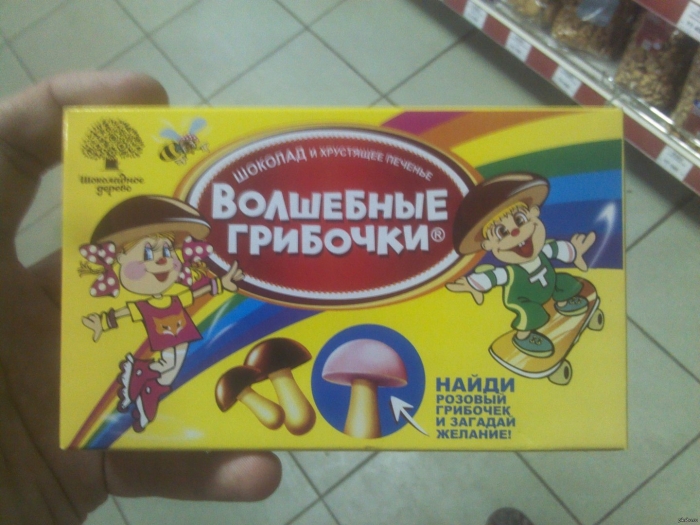 Шоколадное
дерево
ШОКОЛАД И ХРУСТЯЩЕЕ ПЕЧЕНЬЕ
ВОЛШЕБНЫЕ
ГРИБОЧКИ®
НАЙДИ
РОЗОВЫЙ
ГРИБОЧЕК
И ЗАГАДАЙ
ЖЕЛАНИЕ!